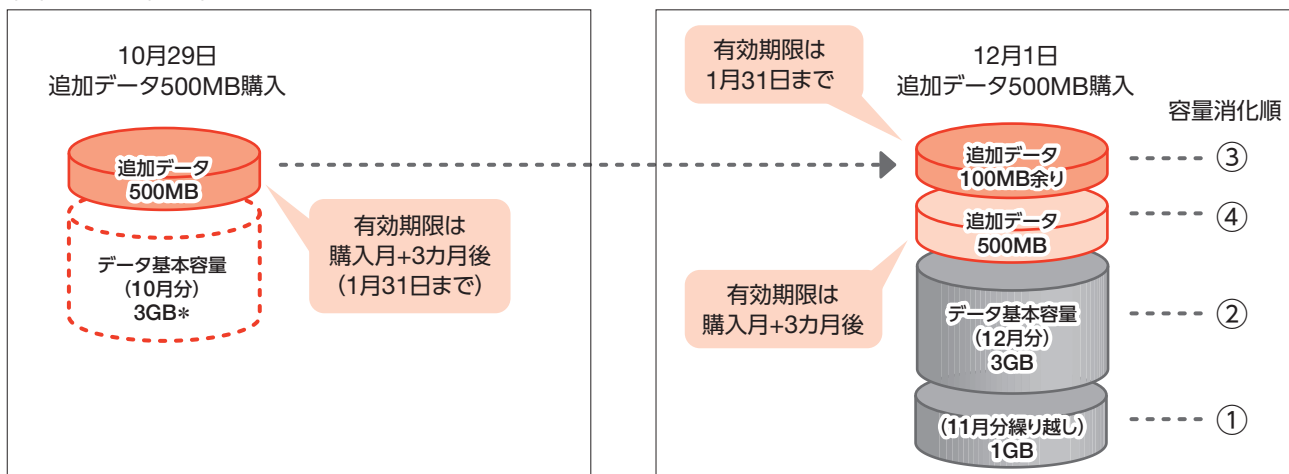 10月29日
追加データ500MB購入
追加データ
500MB
データ基本容量
(10月分)
3GB*
有効期限は
購入月+3カ月後
(1月31日まで)
有効期限は
1月31日まで
12月1日
追加データ500MB購入
容量消化順
追加データ
100MB余り
③
追加データ
500MB
④
有効期限は
購入月+3カ月後
データ基本容量
(12月分)
3GB
②
(11月分繰り越し)
1GB
①